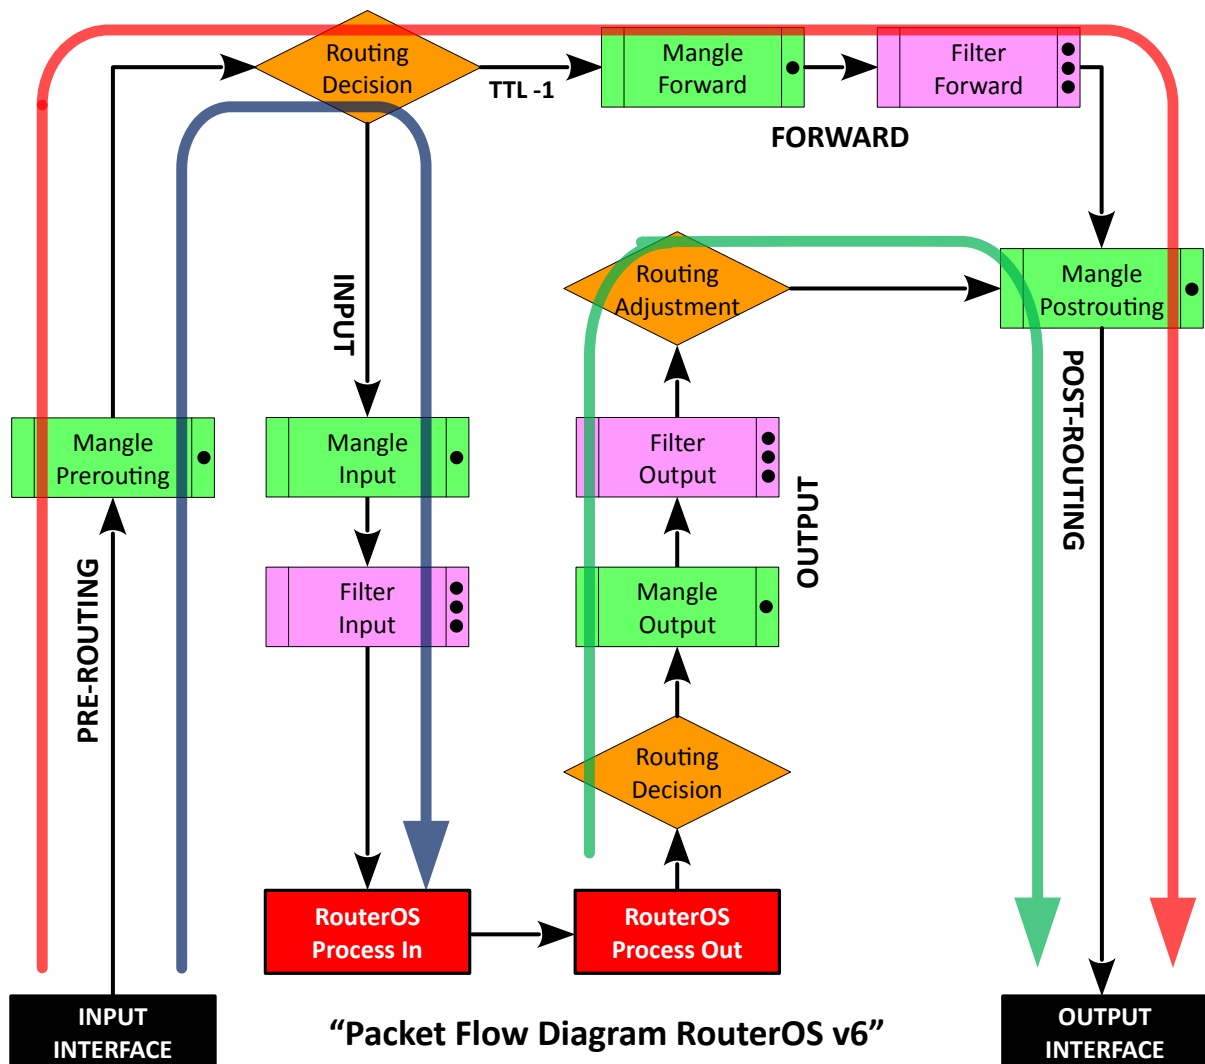 Routing
Decision
TTL -1
Mangle
Forward
Filter
Forward
FORWARD
INPUT
Routing
Adjustment
Mangle
Postrouting
Mangle
Prerouting
Mangle
Input
Filter
Output
POST-ROUTING
OUTPUT
PRE-ROUTING
Filter
Input
Mangle
Output
Routing
Decision
RouterOS
Process In
RouterOS
Process Out
INPUT
INTERFACE
“Packet Flow Diagram RouterOS v6”
OUTPUT
INTERFACE